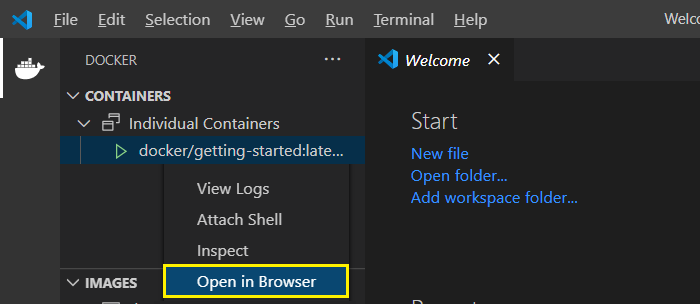 File Edit Selection View Go Run Terminal Help Welco
DOCKER
Welcome
CONTAINERS
Individual Containers
docker/getting-started:late...
View Logs
Attach Shell
Inspect
Open in Browser
IMAGES
Start
New file
Open folder...
Add workspace folder...